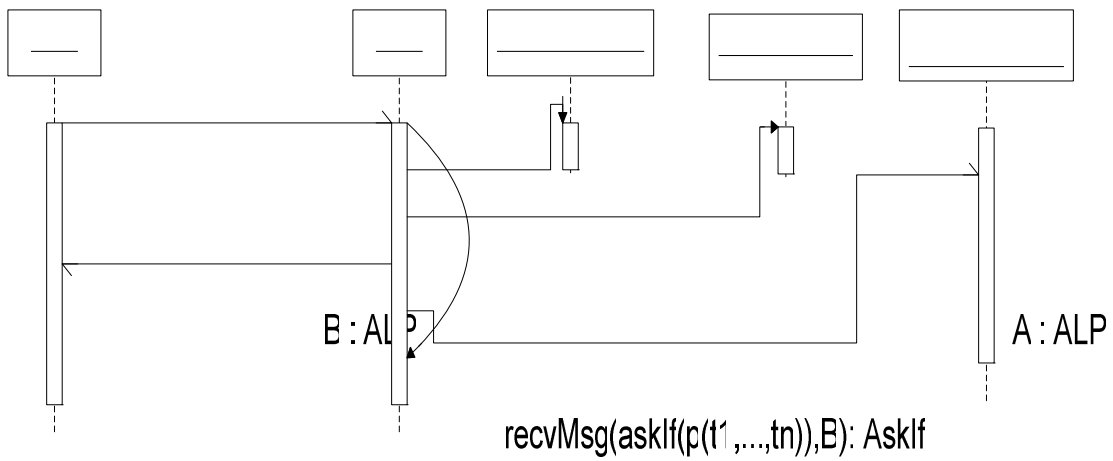 B : ALP
A : ALP
recvMsg(askIf(p(t1,...,tn)),B): AskIf